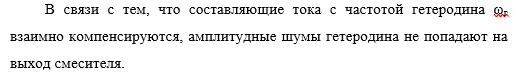 В связи с тем, что составляющие тока с частотой гетеродина ωг
взаимно компенсируются, амплитудные шумы гетеродина не попадают на
выход смесителя.